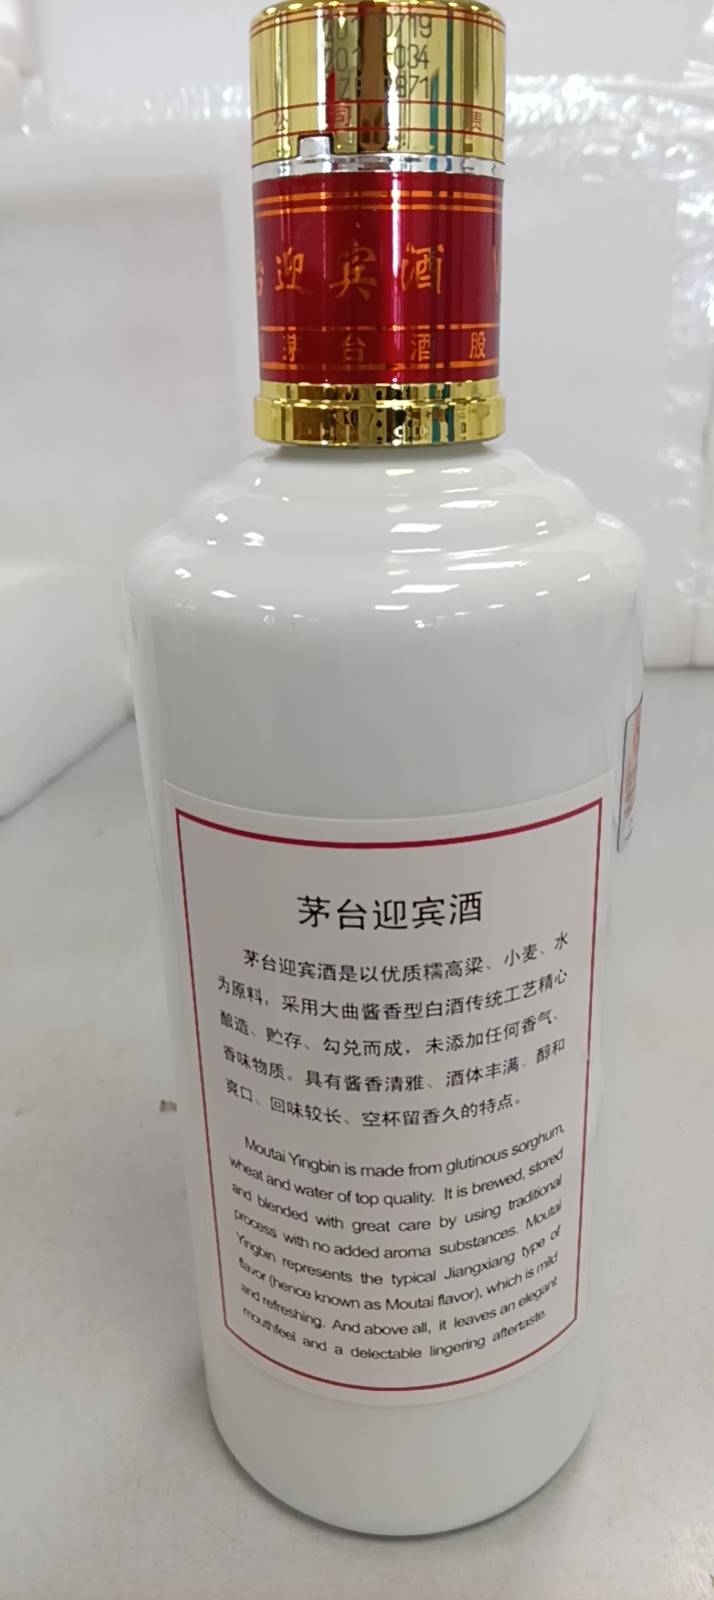 公司 贵
迎宾酒
茅台酒股
茅台迎宾酒
茅台迎宾酒是以优质糯高粱、小麦、水
为原料，采用大曲酱香型白酒传统工艺精心
酿造、贮存、勾兑而成，未添加任何香气、
香味物质。具有酱香清雅、酒体丰满、醇和
爽口、回味较长、空杯留香久的特点。
Moutai Yingbin is made from glutinous sorghum,
wheat and water of top quality. It is brewed, stored
and blended with great care by using traditional
process with no added aroma substances. Moutai
Yingbin represents the typical Jiangxiang type of
flavor (hence known as Moutai flavor), which is mild
and refreshing. And above all, it leaves an elegant
mouthfeel and a delectable lingering aftertaste.